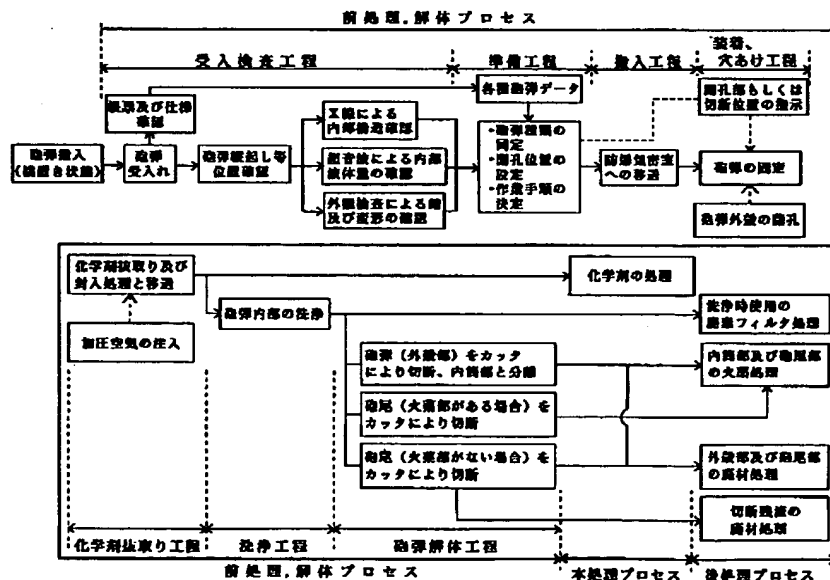 前処理.解体プロセス
受入検査工程
準備工程
搬入工程
装着、
穴あけ工程
確認
各種砲弾データ
開孔部もしくは
切断位置の指示
X線による
内部構造確認
砲弾搬入
(横置き状態)
砲弾
受入れ
砲弾縦起し等
位置確認
超音波による内部
液体量の確認
外観検査による錆
及び変形の確認
・砲弾種類の
同定
・開孔位置の
設定
・作業手順の
決定
防爆気密室
への移送
砲弾の固定
砲弾外殻の開孔
化学剤抜取り及び
封入処理と移送
化学剤の処理
加圧空気の注入
砲弾内部の洗浄
洗浄時使用の
廃棄フィルタ処理
砲弾(外殻部)をカッタ
により切断、内筒部と分離
内筒部及び砲尾部
の火薬処理
砲尾(火薬部がある場合)を
カッタにより切断
砲尾(火薬部がない場合)を
カッタにより切断
外殻部及び砲尾部
の廃材処理
切断残渣の
廃材処理
化学剤抜取り工程
洗浄工程
砲弾解体工程
前処理.解体プロセス
本処理プロセス
後処理プロセス